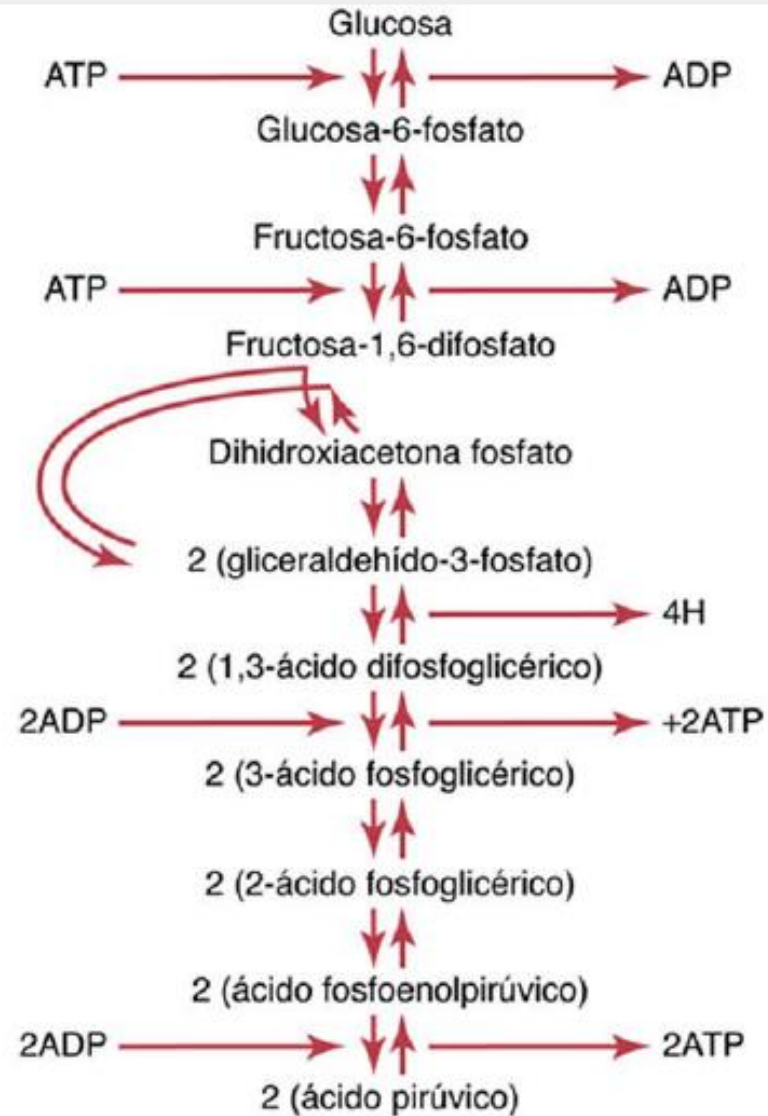 Glucosa
ATP ADP
Glucosa-6-fosfato
Fructosa-6-fosfato
ATP ADP
Fructosa-1,6-difosfato
Dihidroxiacetona fosfato
2 (gliceraldehído-3-fosfato)
4H
2 (1,3-ácido difosfoglicérico)
2ADP +2ATP
2 (3-ácido fosfoglicérico)
2 (2-ácido fosfoglicérico)
2 (ácido fosfoenolpirúvico)
2ADP 2ATP
2 (ácido pirúvico)